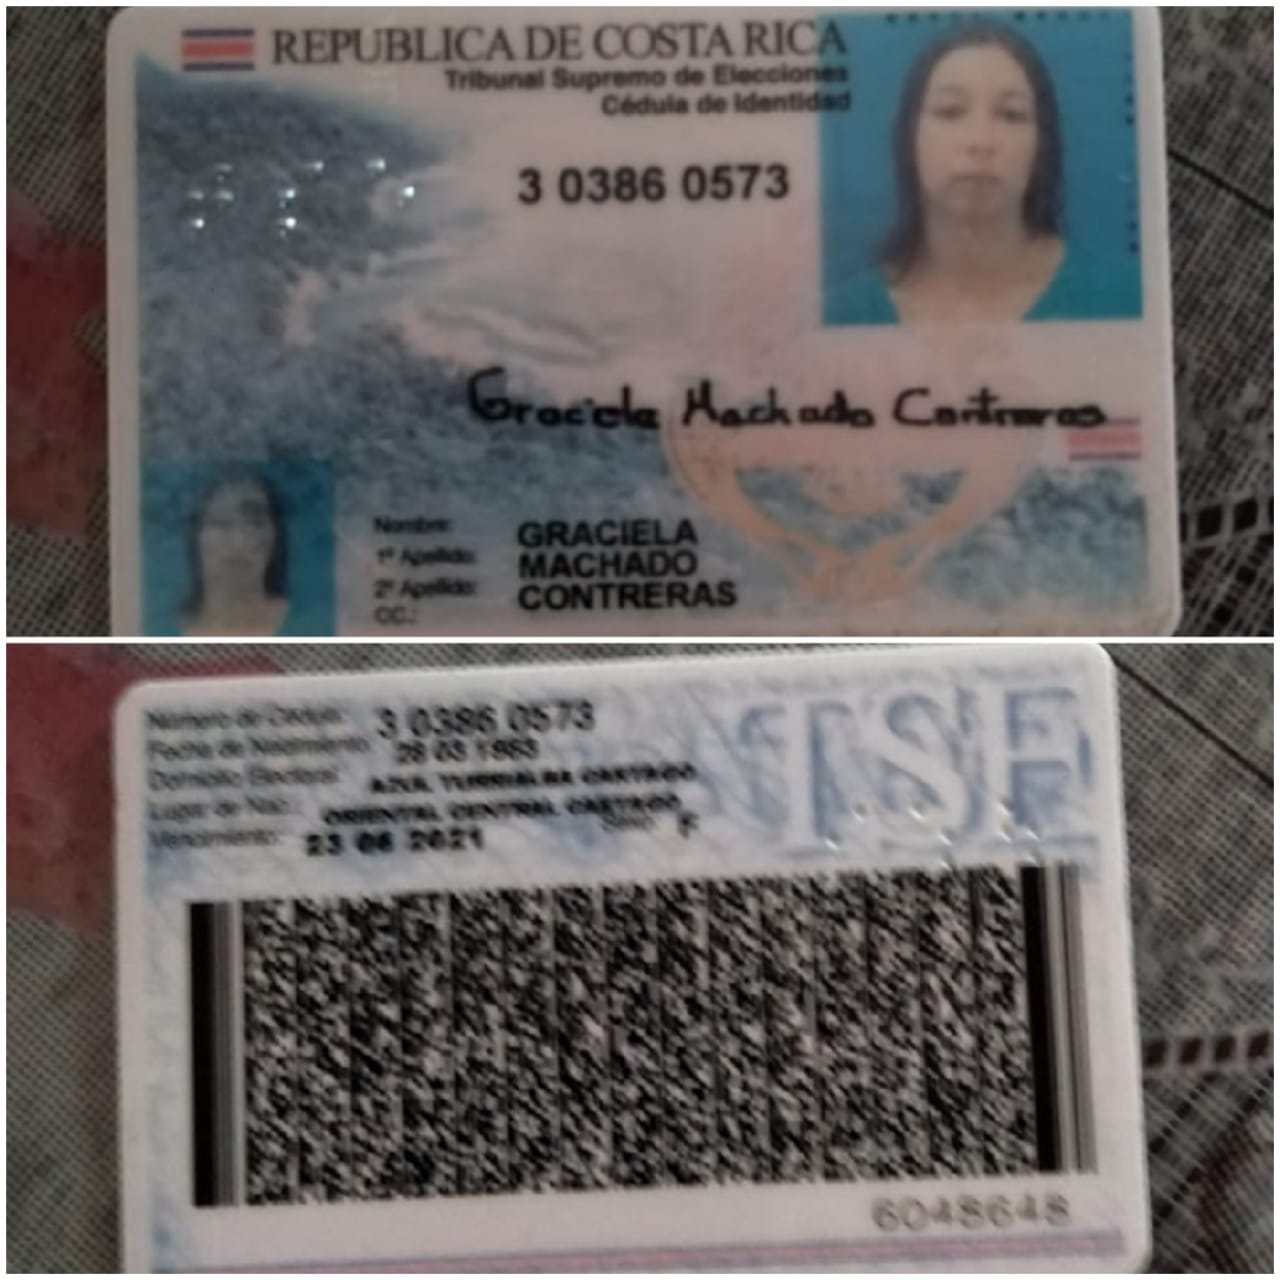 REPUBLICA DE COSTA RICA
Tribunal Supremo de Elecciones
Cédula de Identidad
3 0386 0573
Graciela Machado Contreras
Nombre: GRACIELA
1º Apellido: MACHADO
2º Apellido: CONTRERAS
CC.:
Número de Cédula: 3 0386 0573
Fecha de Nacimiento: 28 03 1983
Domicilio Electoral: AZUL TURRIALBA CARTAGO
Lugar de Nac.: ORIENTAL CENTRAL CARTAGO
Vencimiento: 23 06 2021 F
TSE
6048648